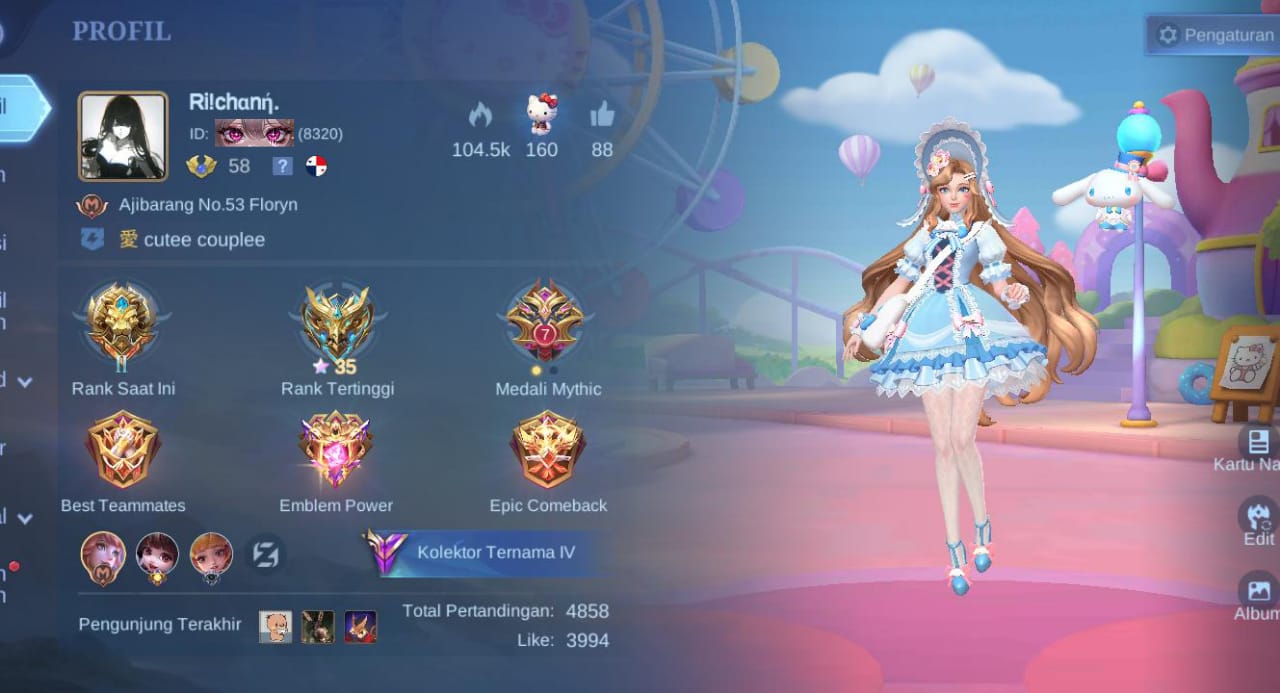 PROFIL
Pengaturan
Ri!chanή.
ID: (8320)
104.5k 160 88
58 ?
Ajibarang No.53 Floryn
愛 cutee couplee
II
35
7
Rank Saat Ini
Rank Tertinggi
Medali Mythic
Best Teammates
Emblem Power
Epic Comeback
Kartu Na
Edit
Album
Kolektor Ternama IV
Pengunjung Terakhir
Total Pertandingan: 4858
Like: 3994